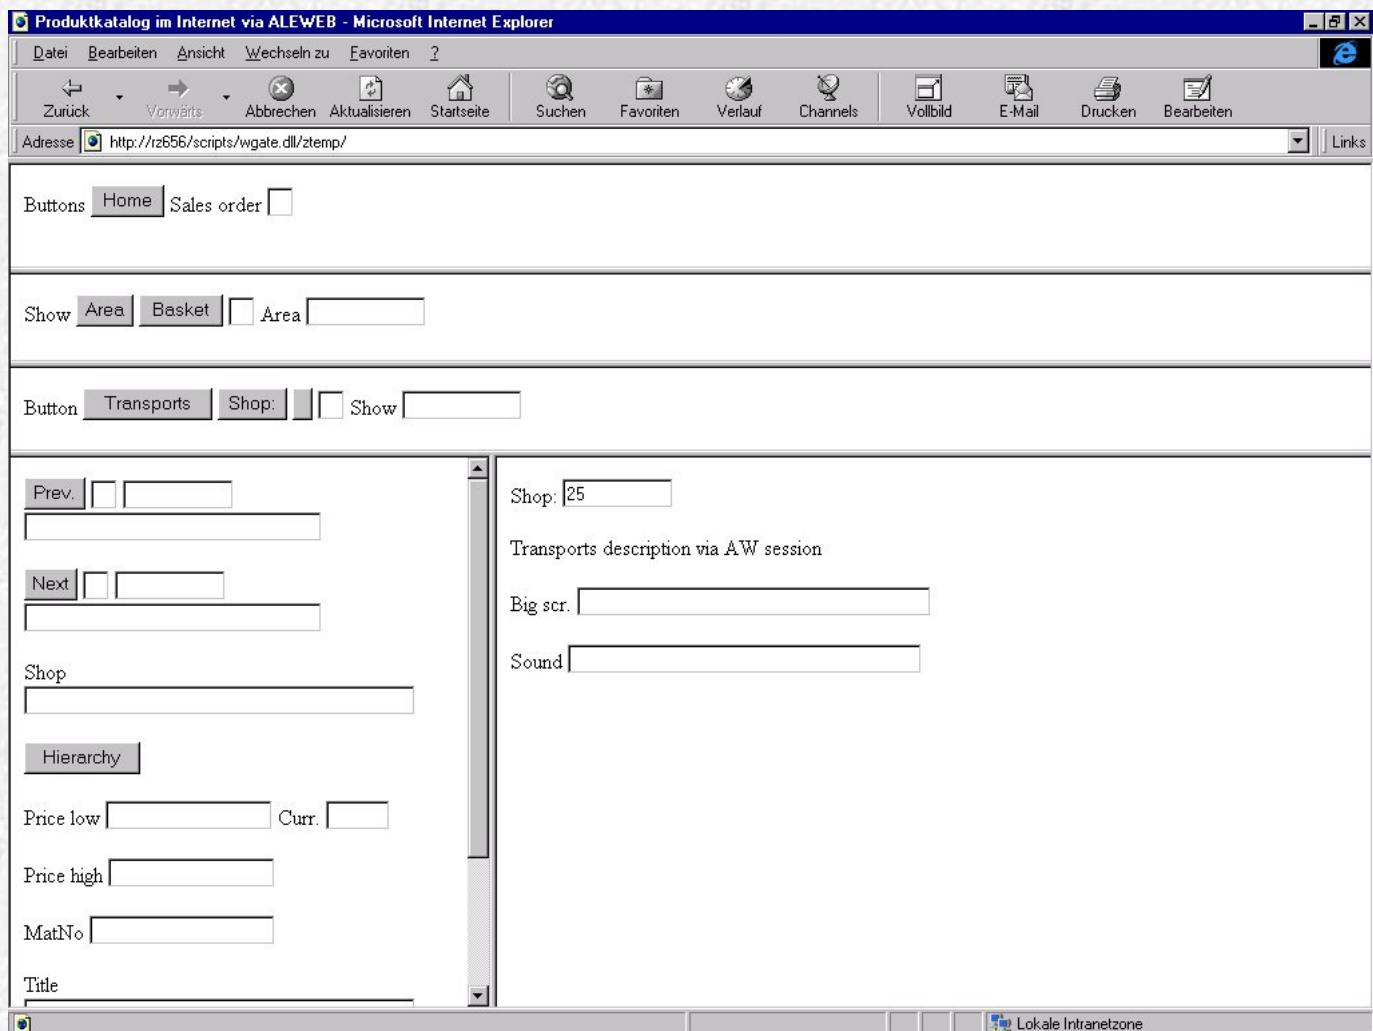 Produktkatalog im Internet via ALEWEB - Microsoft Internet Explorer
Datei Bearbeiten Ansicht Wechseln zu Favoriten ?
Zurück Vorwärts Abbrechen Aktualisieren Startseite Suchen Favoriten Verlauf Channels Vollbild E-Mail Drucken Bearbeiten
Adresse http://rz656/scripts/wgate.dll/ztemp/ Links
Buttons Home Sales order
Show Area Basket Area
Button Transports Shop: Show
Prev.
Next
Shop
Hierarchy
Price low Curr.
Price high
MatNo
Title
Shop: 25
Transports description via AW session
Big scr.
Sound
Lokale Intranetzone